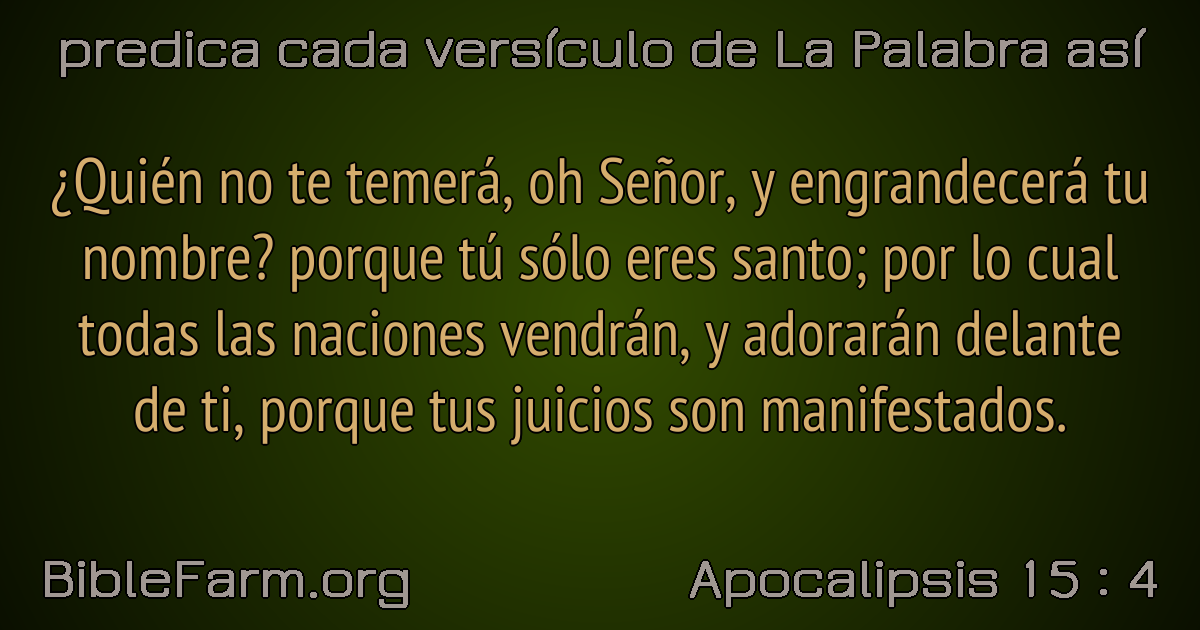 predica cada versículo de La Palabra así
¿Quién no te temerá, oh Señor, y engrandecerá tu
nombre? porque tú sólo eres santo; por lo cual
todas las naciones vendrán, y adorarán delante
de ti, porque tus juicios son manifestados.
BibleFarm.org
Apocalipsis 15 : 4